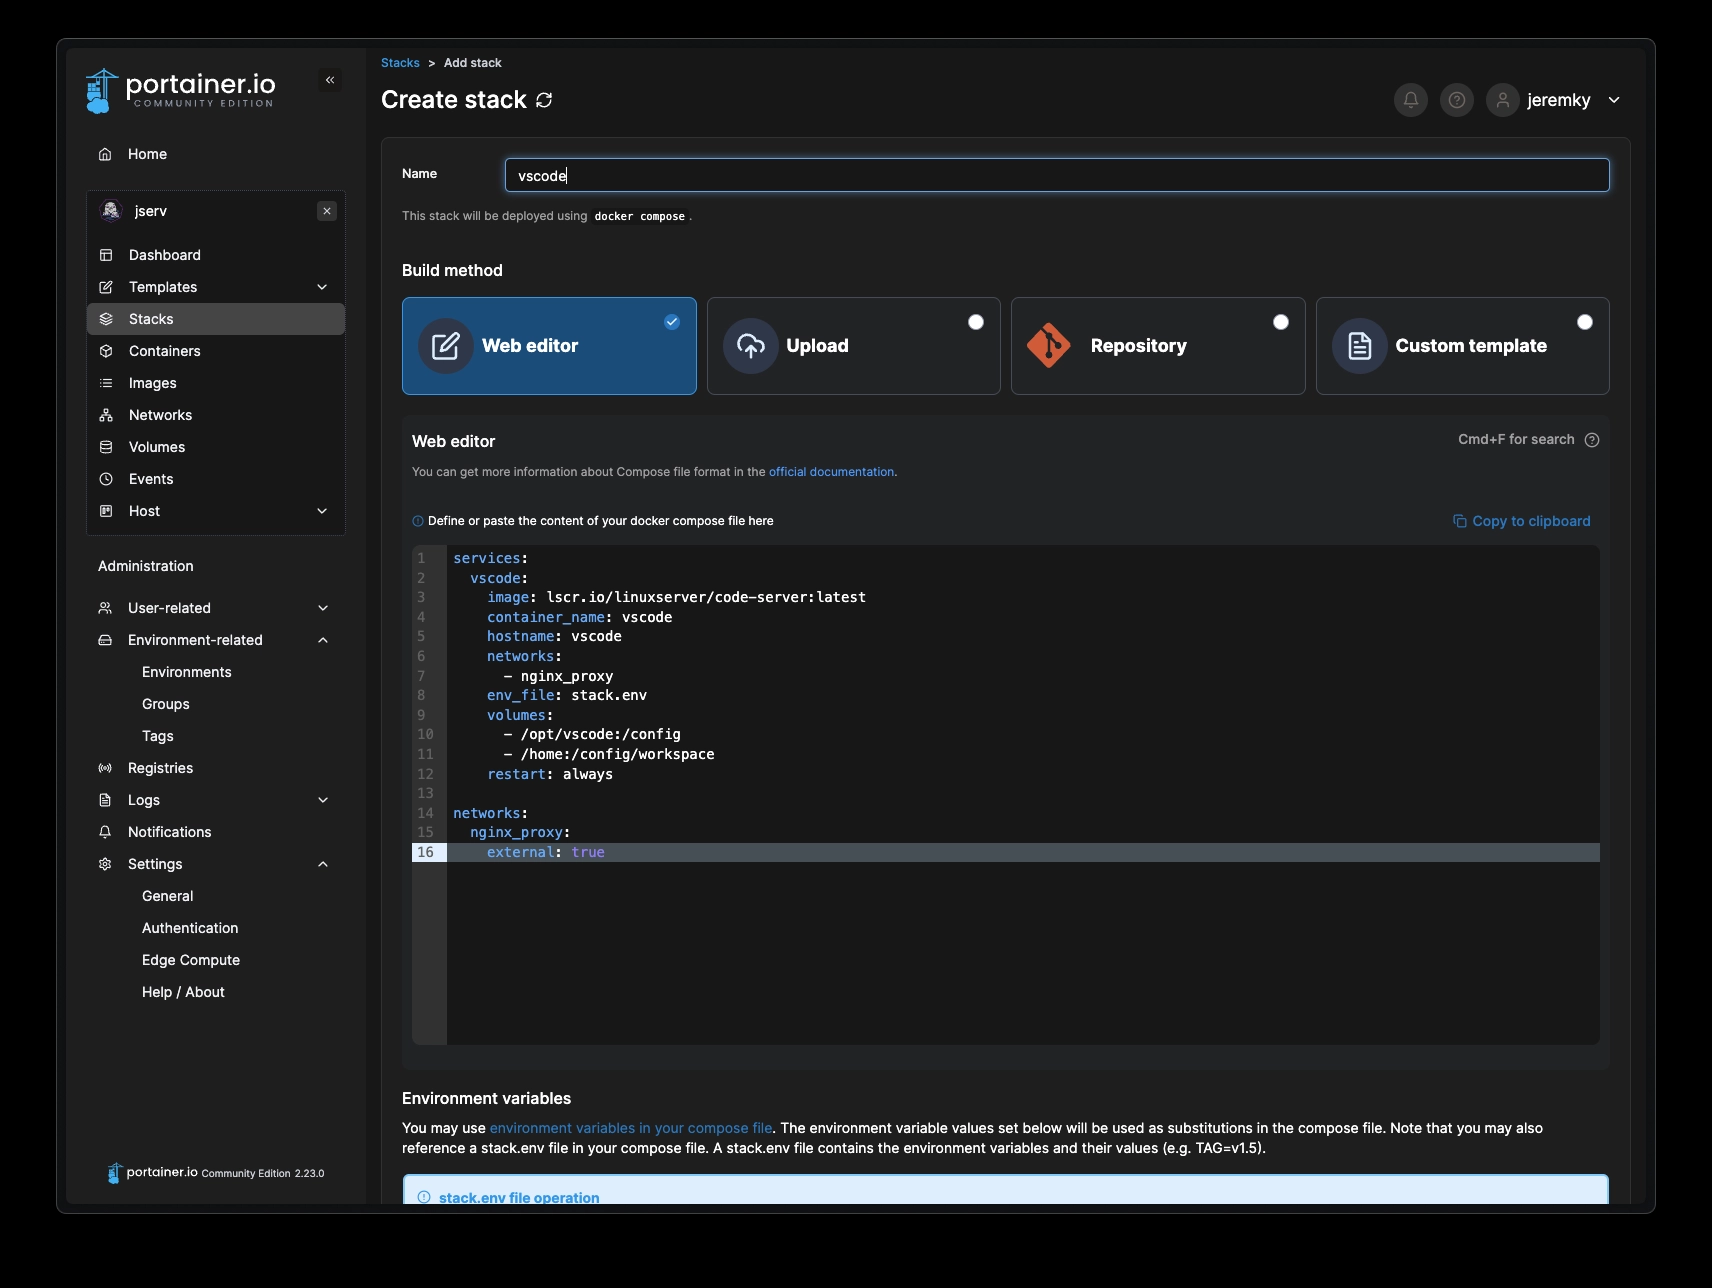 portainer.io
COMMUNITY EDITION
Home
jserv
Dashboard
Templates
Stacks
Containers
Images
Networks
Volumes
Events
Host
Administration
User-related
Environment-related
Environments
Groups
Tags
Registries
Logs
Notifications
Settings
General
Authentication
Edge Compute
Help / About
portainer.io Community Edition 2.23.0
Stacks > Add stack
Create stack
jeremky
Name
vscode
This stack will be deployed using docker compose .
Build method
Web editor
Upload
Repository
Custom template
Web editor
Cmd+F for search
You can get more information about Compose file format in the official documentation.
Define or paste the content of your docker compose file here
Copy to clipboard
1 services:
2   vscode:
3     image: lscr.io/linuxserver/code-server:latest
4     container_name: vscode
5     hostname: vscode
6     networks:
7       - nginx_proxy
8     env_file: stack.env
9     volumes:
10       - /opt/vscode:/config
11       - /home:/config/workspace
12     restart: always
13
14 networks:
15   nginx_proxy:
16     external: true
Environment variables
You may use environment variables in your compose file. The environment variable values set below will be used as substitutions in the compose file. Note that you may also
reference a stack.env file in your compose file. A stack.env file contains the environment variables and their values (e.g. TAG=v1.5).
stack.env file operation